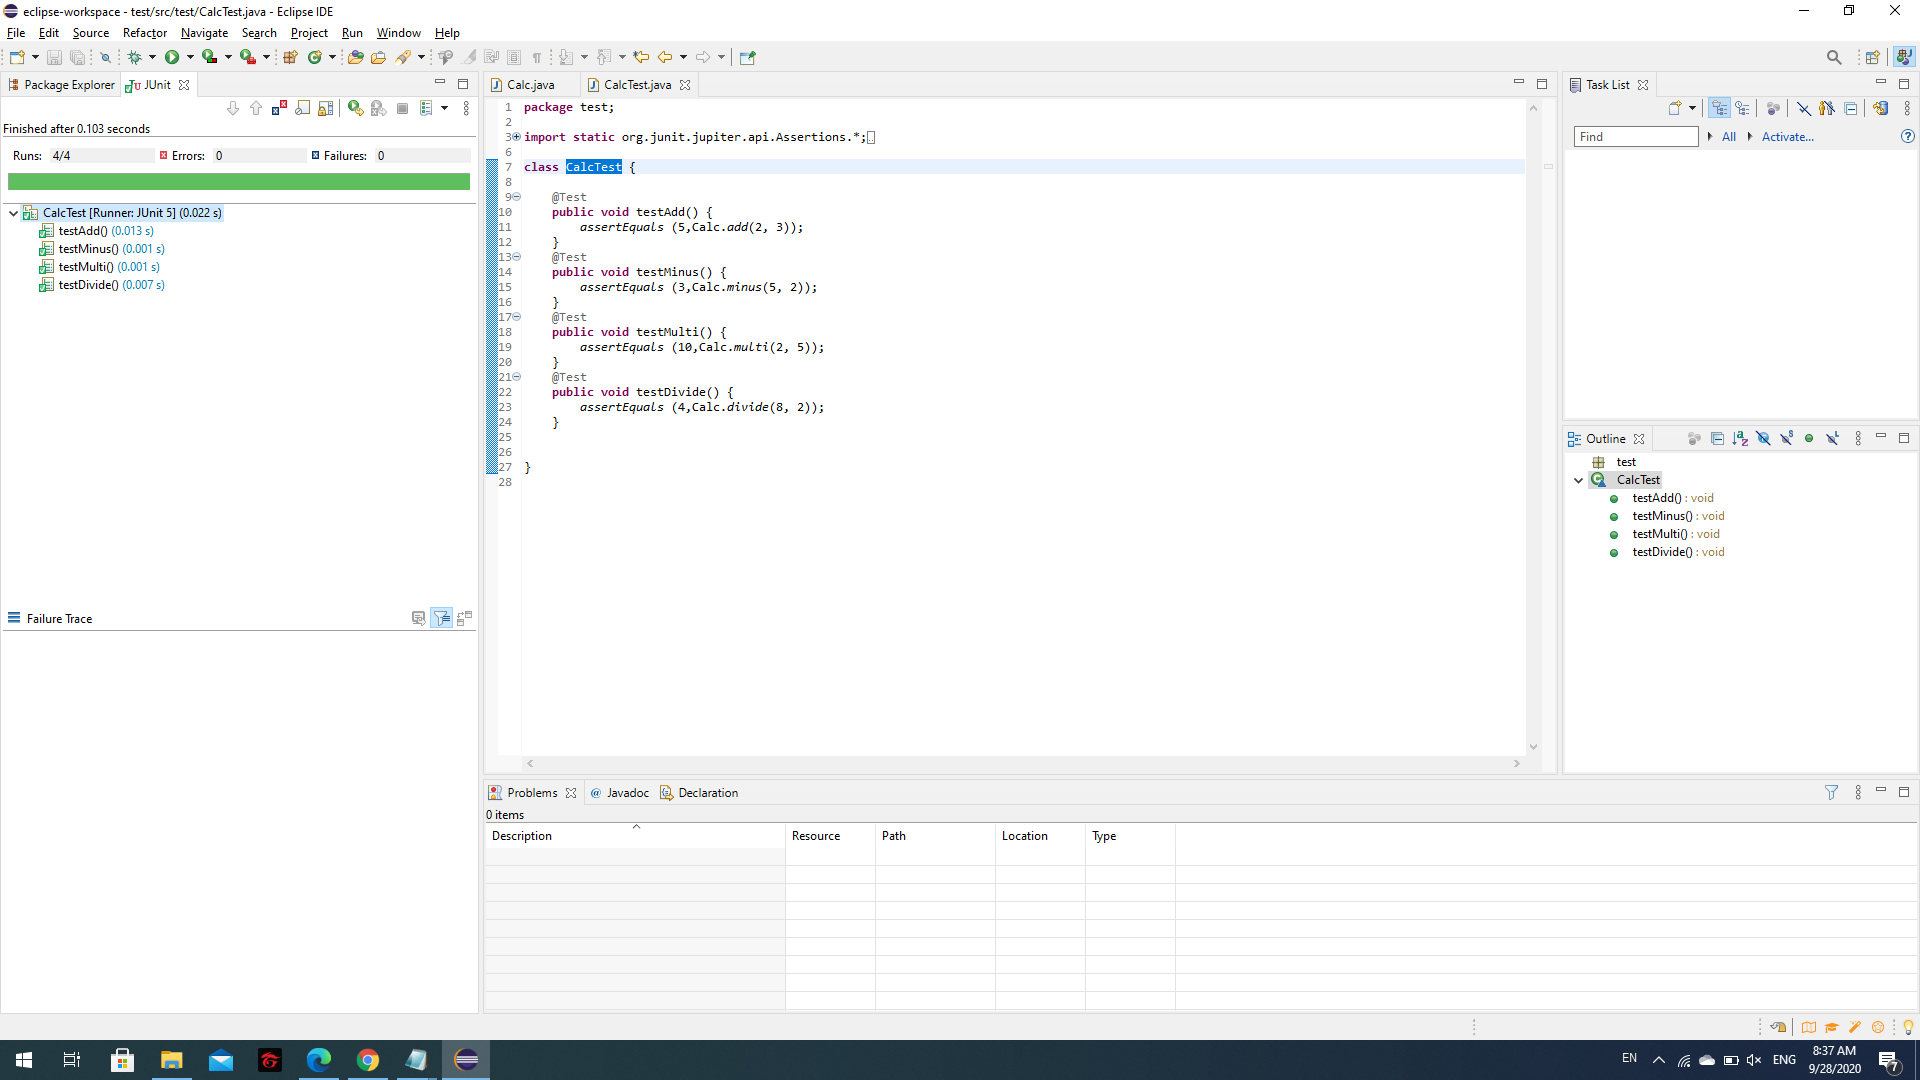 eclipse-workspace - test/src/test/CalcTest.java - Eclipse IDE
File Edit Source Refactor Navigate Search Project Run Window Help
Package Explorer JUnit
Finished after 0.103 seconds
Runs: 4/4 Errors: 0 Failures: 0
CalcTest [Runner: JUnit 5] (0.022 s)
testAdd() (0.013 s)
testMinus() (0.001 s)
testMulti() (0.001 s)
testDivide() (0.007 s)
Failure Trace
Calc.java CalcTest.java
1 package test;
2
3 import static org.junit.jupiter.api.Assertions.*;
6
7 class CalcTest {
8
9 @Test
10 public void testAdd() {
11 assertEquals (5,Calc.add(2, 3));
12 }
13 @Test
14 public void testMinus() {
15 assertEquals (3,Calc.minus(5, 2));
16 }
17 @Test
18 public void testMulti() {
19 assertEquals (10,Calc.multi(2, 5));
20 }
21 @Test
22 public void testDivide() {
23 assertEquals (4,Calc.divide(8, 2));
24 }
25
26
27 }
28
Task List
Find All Activate...
Outline
test
CalcTest
testAdd() : void
testMinus() : void
testMulti() : void
testDivide() : void
Problems @ Javadoc Declaration
0 items
Description Resource Path Location Type
EN ENG 8:37 AM
9/28/2020
7